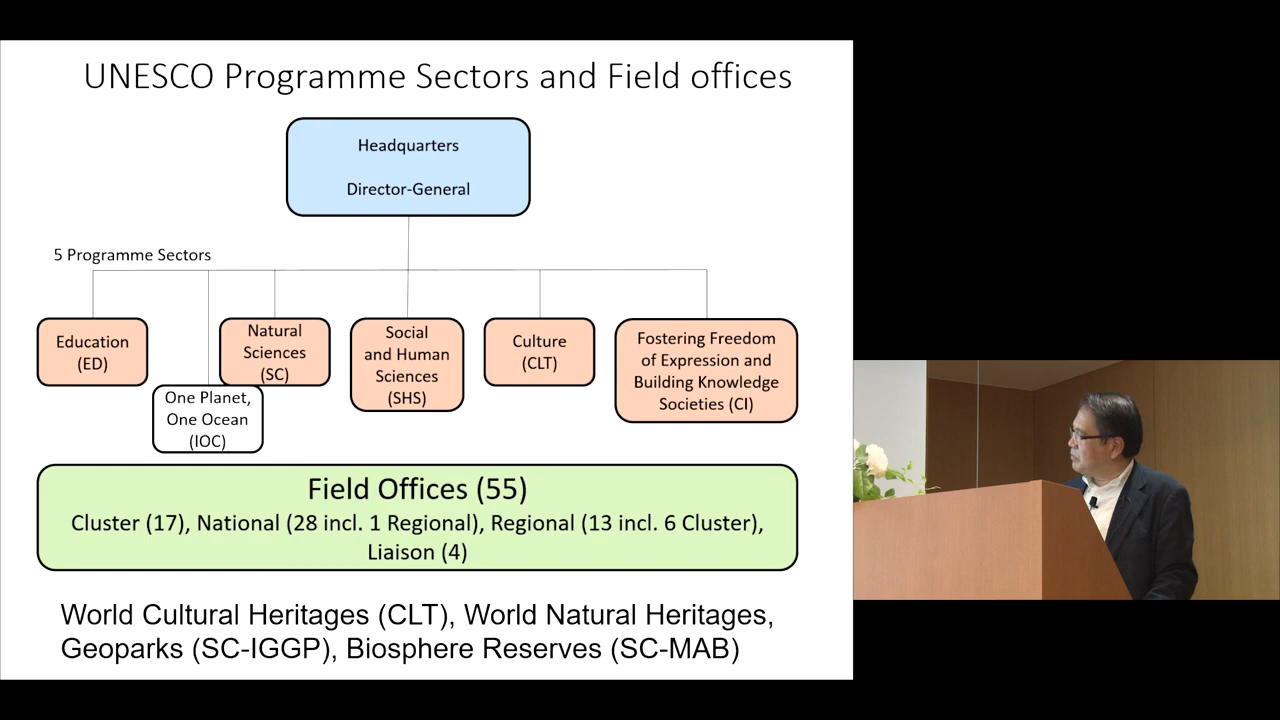 UNESCO Programme Sectors and Field offices
Headquarters
Director-General
5 Programme Sectors
Education
(ED)
One Planet,
One Ocean
(IOC)
Natural
Sciences
(SC)
Social
and Human
Sciences
(SHS)
Culture
(CLT)
Fostering Freedom
of Expression and
Building Knowledge
Societies (CI)
Field Offices (55)
Cluster (17), National (28 incl. 1 Regional), Regional (13 incl. 6 Cluster),
Liaison (4)
World Cultural Heritages (CLT), World Natural Heritages,
Geoparks (SC-IGGP), Biosphere Reserves (SC-MAB)